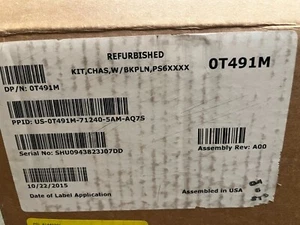 REFURBISHED
KIT,CHAS,W/BKPLN,PS6XXXX
0T491M
DP/N: 0T491M
PPID: US-0T491M-71240-5AM-AQ7S
Serial No: SHU0943823J07DD
Assembly Rev: A00
10/22/2015
Date of Label Application
Assembled in USA